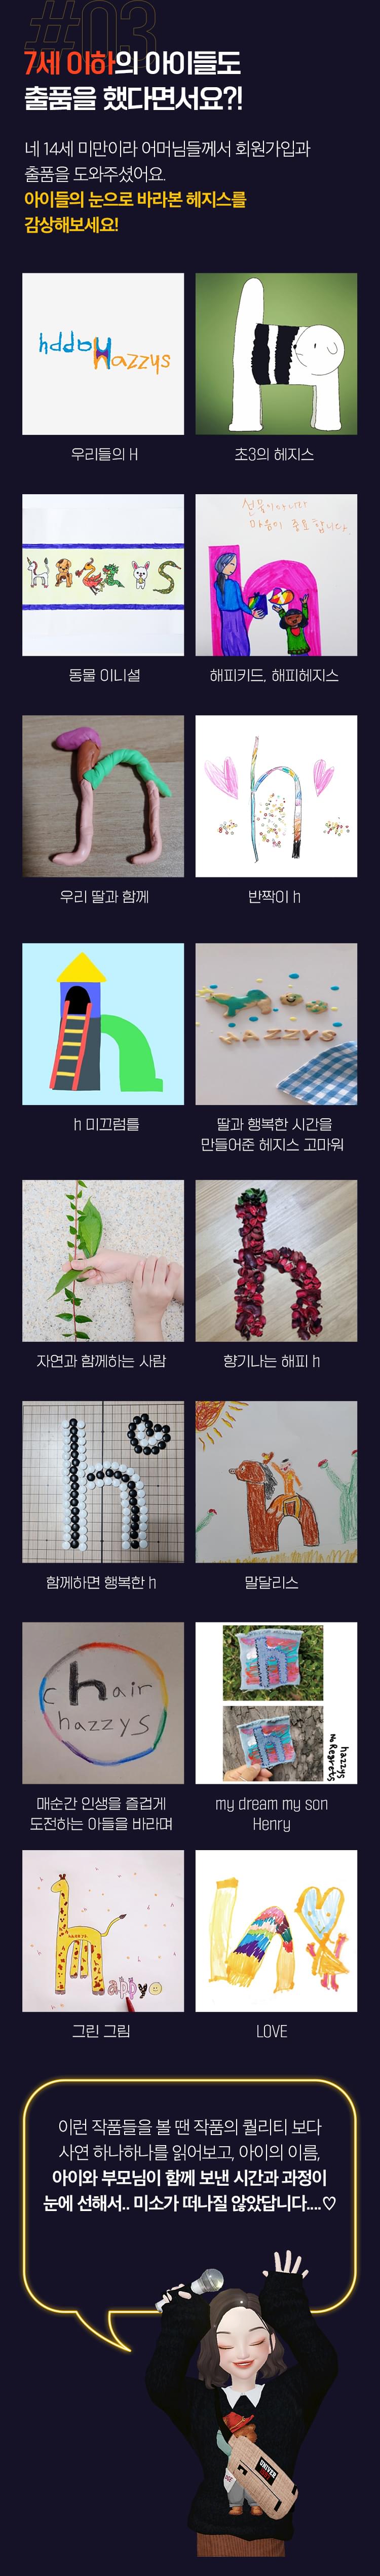 #03
7세 이하의 아이들도
출품을 했다면서요?!
네 14세 미만이라 어머님들께서 회원가입과
출품을 도와주셨어요.
아이들의 눈으로 바라본 헤지스를
감상해보세요!
hddoH
Hazzys
우리들의 H
초3의 헤지스
HAZZYS
동물 이니셜
선물이 아니라
마음이 중요합니다.
해피키드, 해피헤지스
우리 딸과 함께
h
반짝이 h
h 미끄럼틀
HAZZYS
딸과 행복한 시간을
만들어준 헤지스 고마워
자연과 함께하는 사람
h
향기나는 해피 h
h
함께하면 행복한 h
말달리스
chair
hazzys
매순간 인생을 즐겁게
도전하는 아들을 바라며
h
h
hazzys
No Regrets
my dream my son
Henry
happy
그린 그림
LOVE
이런 작품들을 볼 땐 작품의 퀄리티 보다
사연 하나하나를 읽어보고, 아이의 이름,
아이와 부모님이 함께 보낸 시간과 과정이
눈에 선해서.. 미소가 떠나질 않았답니다....♡